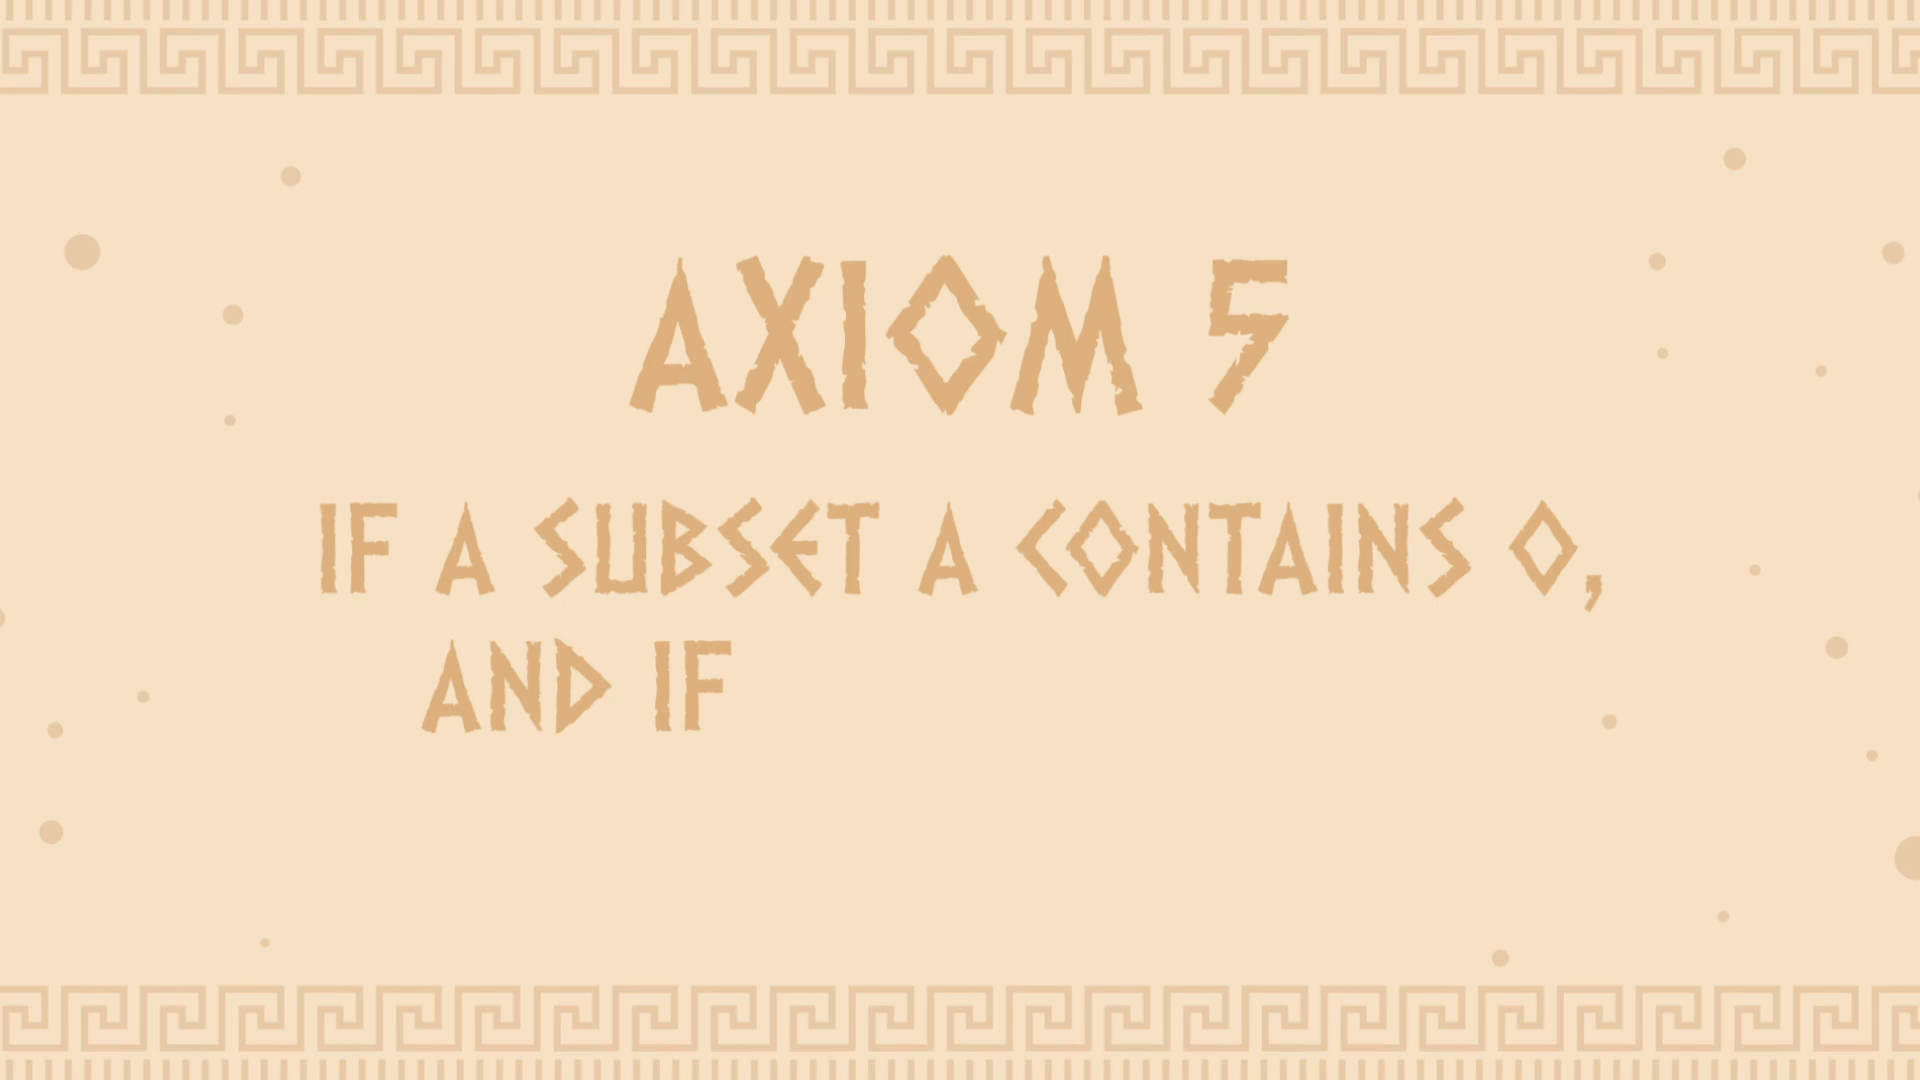 AXIOM 5
IF A SUBSET A CONTAINS 0,
AND IF